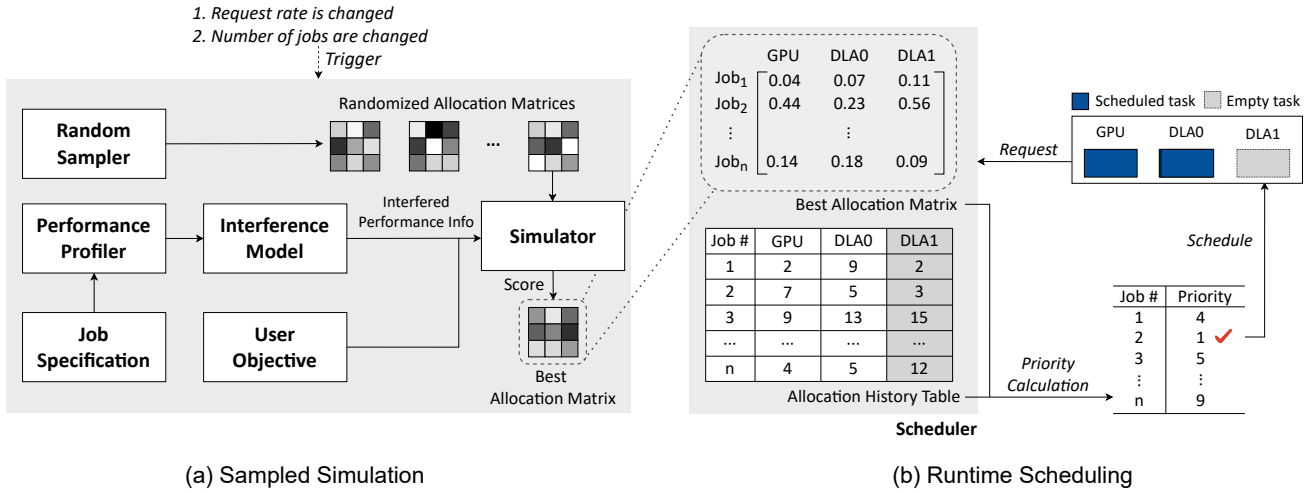 1. Request rate is changed
2. Number of jobs are changed
Trigger
Random
Sampler
Randomized Allocation Matrices
...
Performance
Profiler
Interference
Model
Interfered
Performance Info
Simulator
Score
Job
Specification
User
Objective
Best
Allocation Matrix
(a) Sampled Simulation
GPU DLA0 DLA1
Job1 0.04 0.07 0.11
Job2 0.44 0.23 0.56
⋮ ⋮
Jobn 0.14 0.18 0.09
Best Allocation Matrix
Job # GPU DLA0 DLA1
1 2 9 2
2 7 5 3
3 9 13 15
... ... ... ...
n 4 5 12
Allocation History Table
Scheduler
Request
Scheduled task Empty task
GPU DLA0 DLA1
Schedule
Priority
Calculation
Job # Priority
1 4
2 1
3 5
⋮ ⋮
n 9
(b) Runtime Scheduling